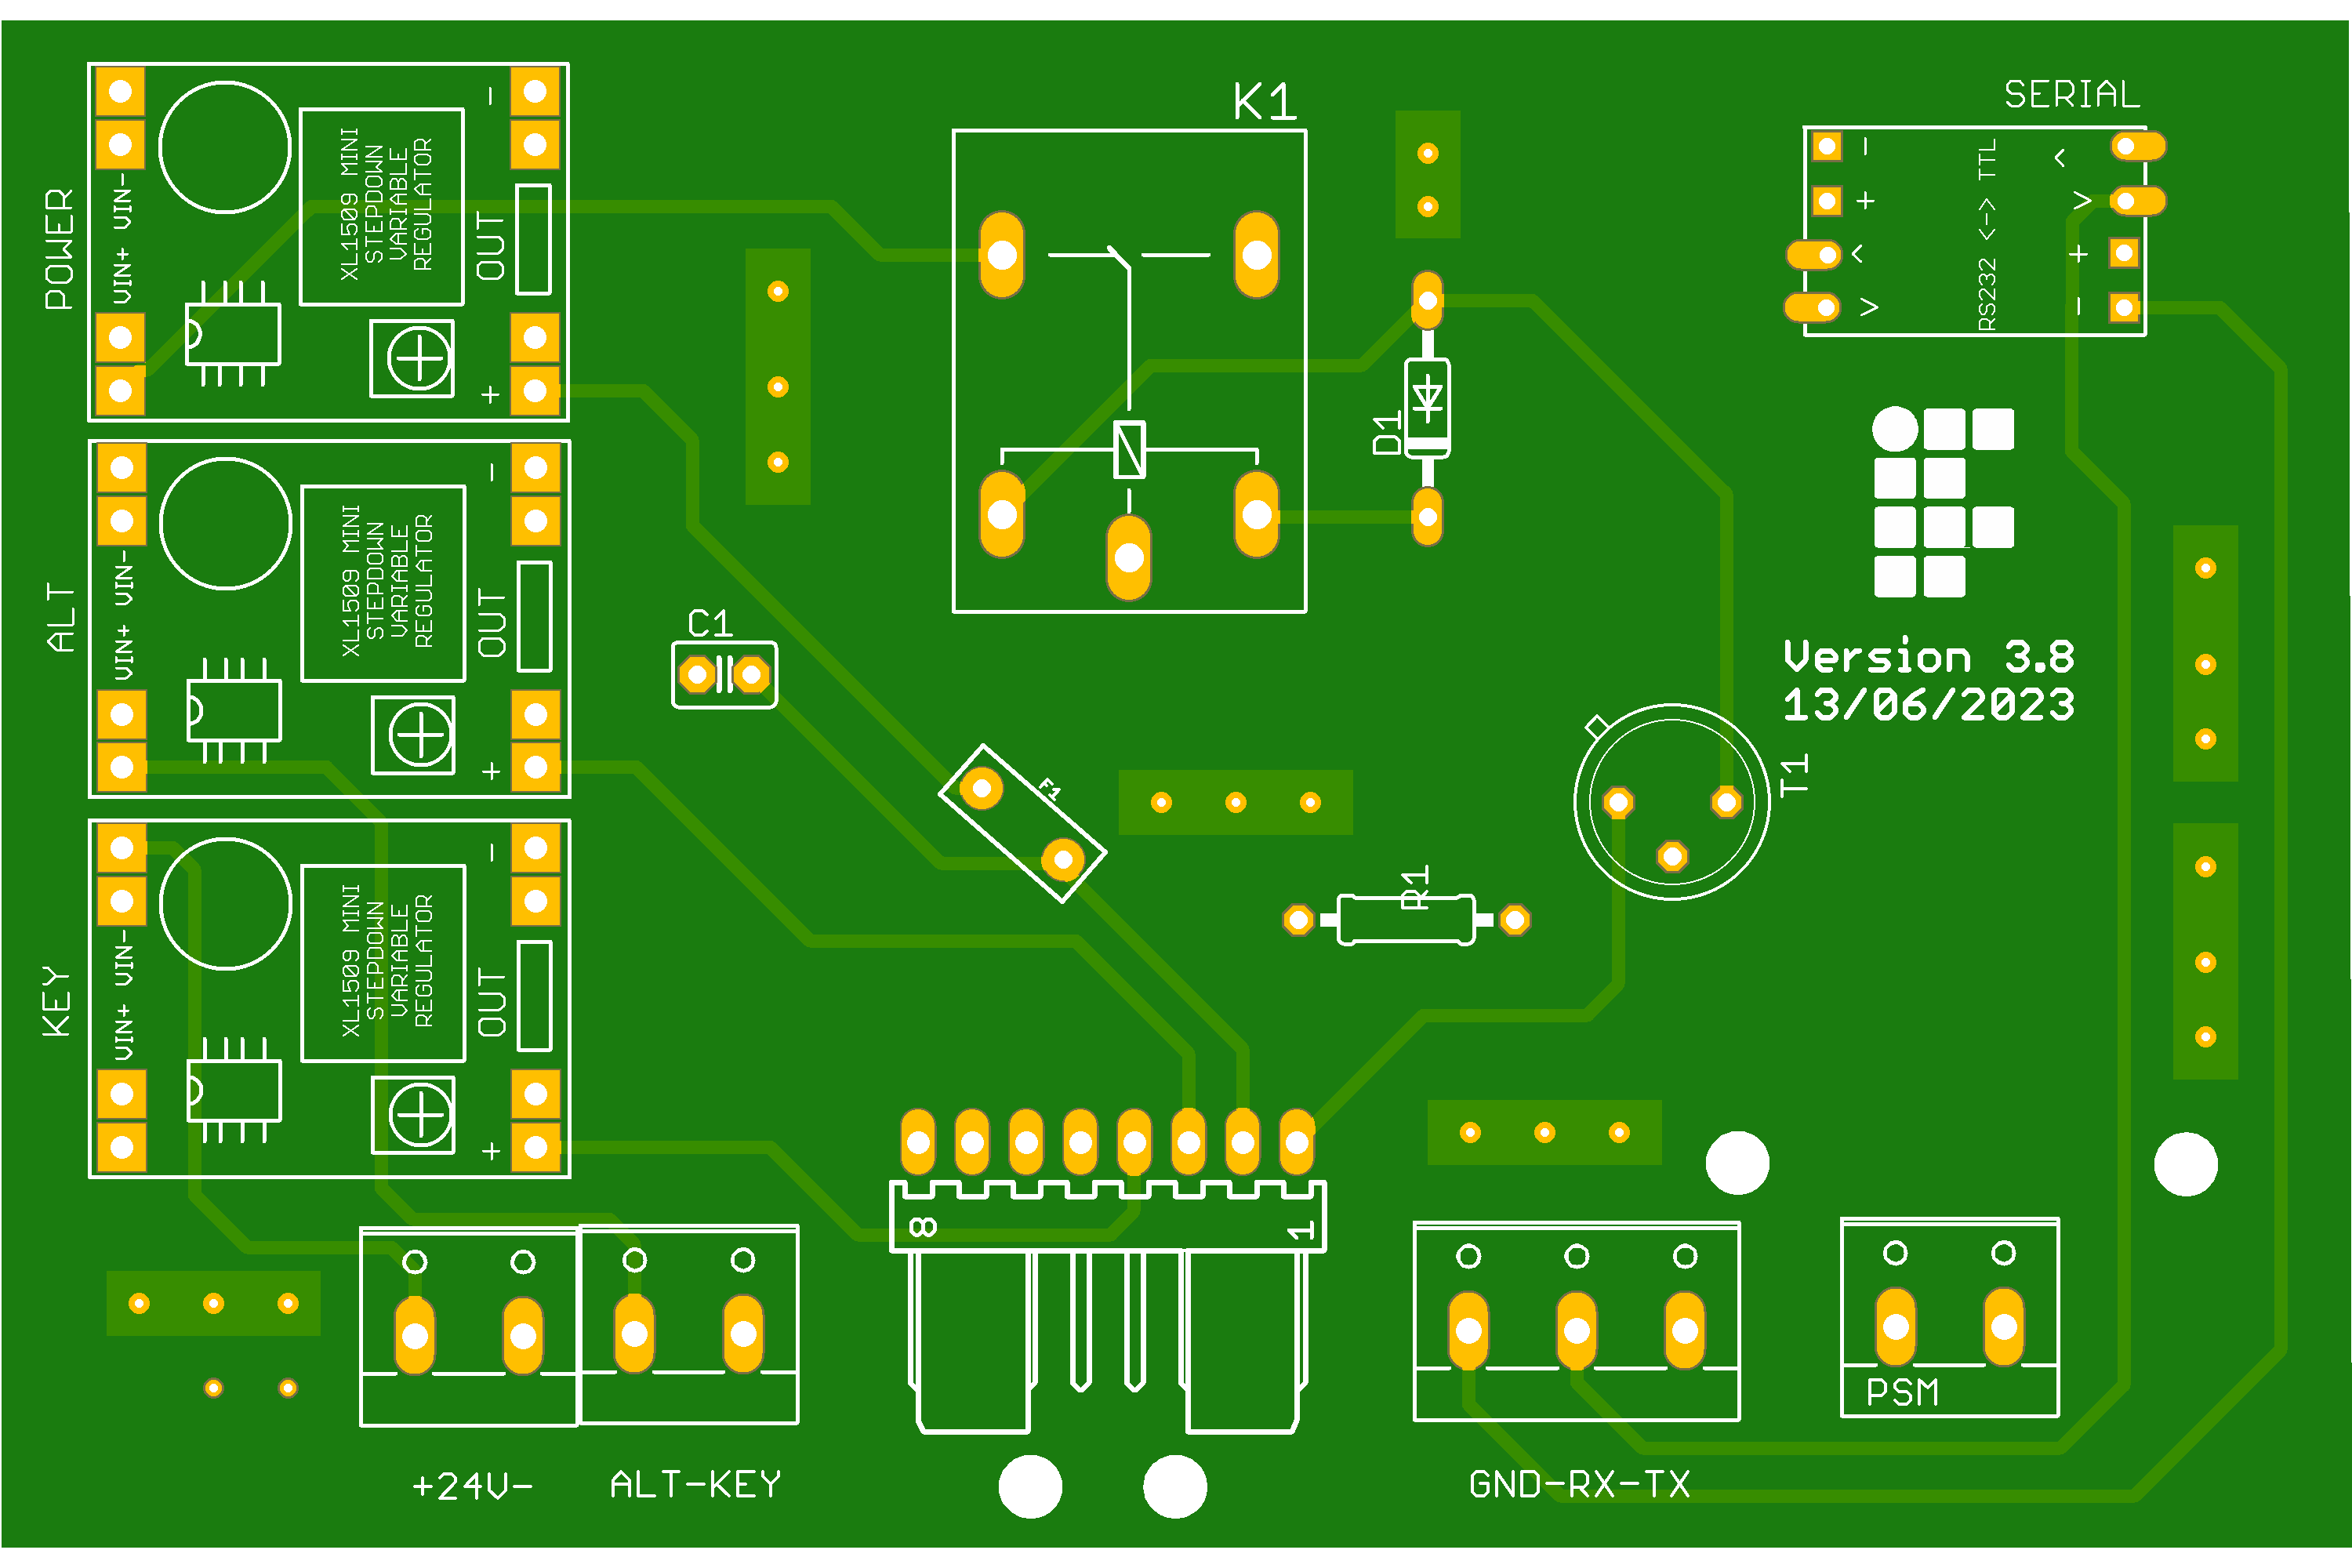 K1
SERIAL
POWER
VIN+ VIN-
XL1509 MINI
STEPDOWN
VARIABLE
REGULATOR
OUT
-
+
D1
RS232 <-> TTL
-
+
<
>
<
>
+
-
ALT
VIN+ VIN-
XL1509 MINI
STEPDOWN
VARIABLE
REGULATOR
OUT
-
+
C1
Version 3.8
13/06/2023
F1
T1
R1
KEY
VIN+ VIN-
XL1509 MINI
STEPDOWN
VARIABLE
REGULATOR
OUT
-
+
8
1
PSM
+24V-
ALT-KEY
GND-RX-TX